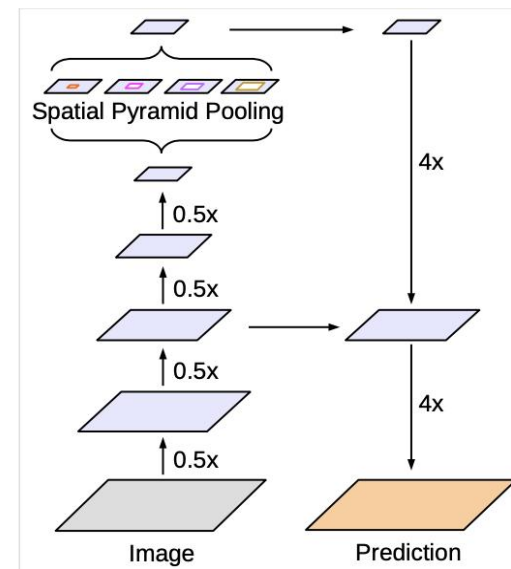 Spatial Pyramid Pooling
4x
0.5x
0.5x
0.5x
4x
0.5x
Image
Prediction